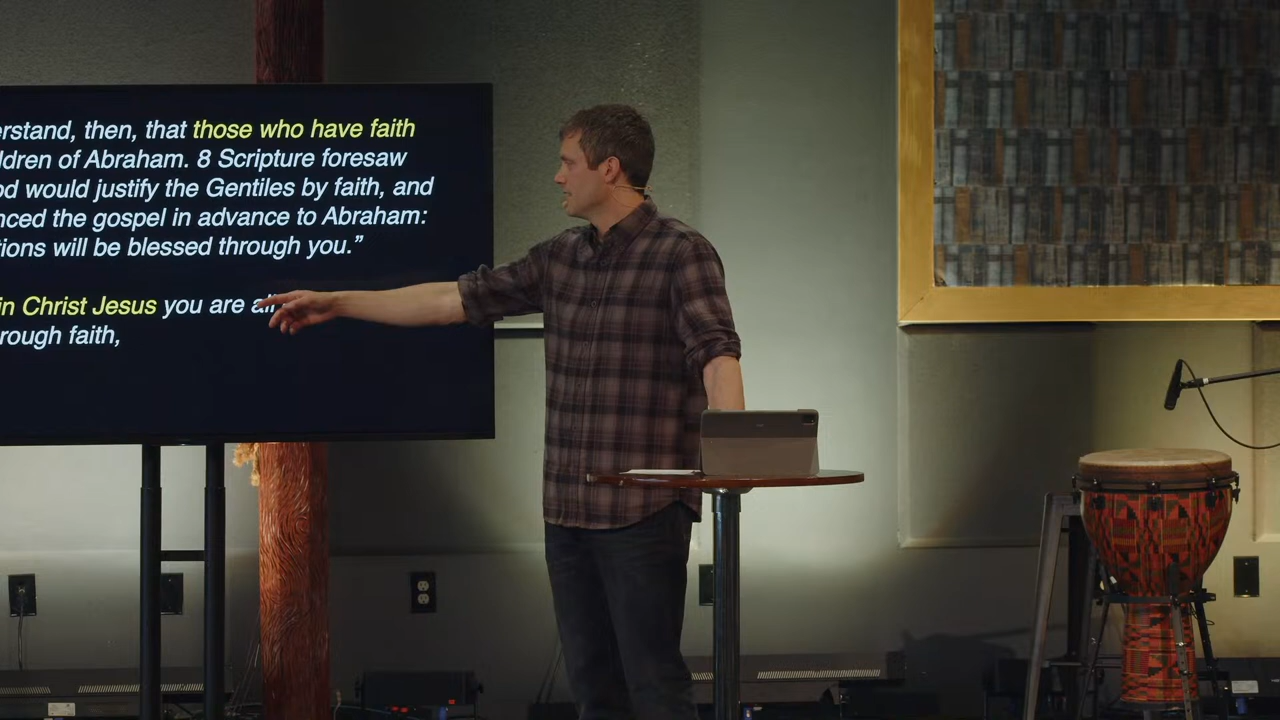 erstand, then, that those who have faith
ldren of Abraham. 8 Scripture foresaw
od would justify the Gentiles by faith, and
nced the gospel in advance to Abraham:
tions will be blessed through you.”
in Christ Jesus you are all
rough faith,